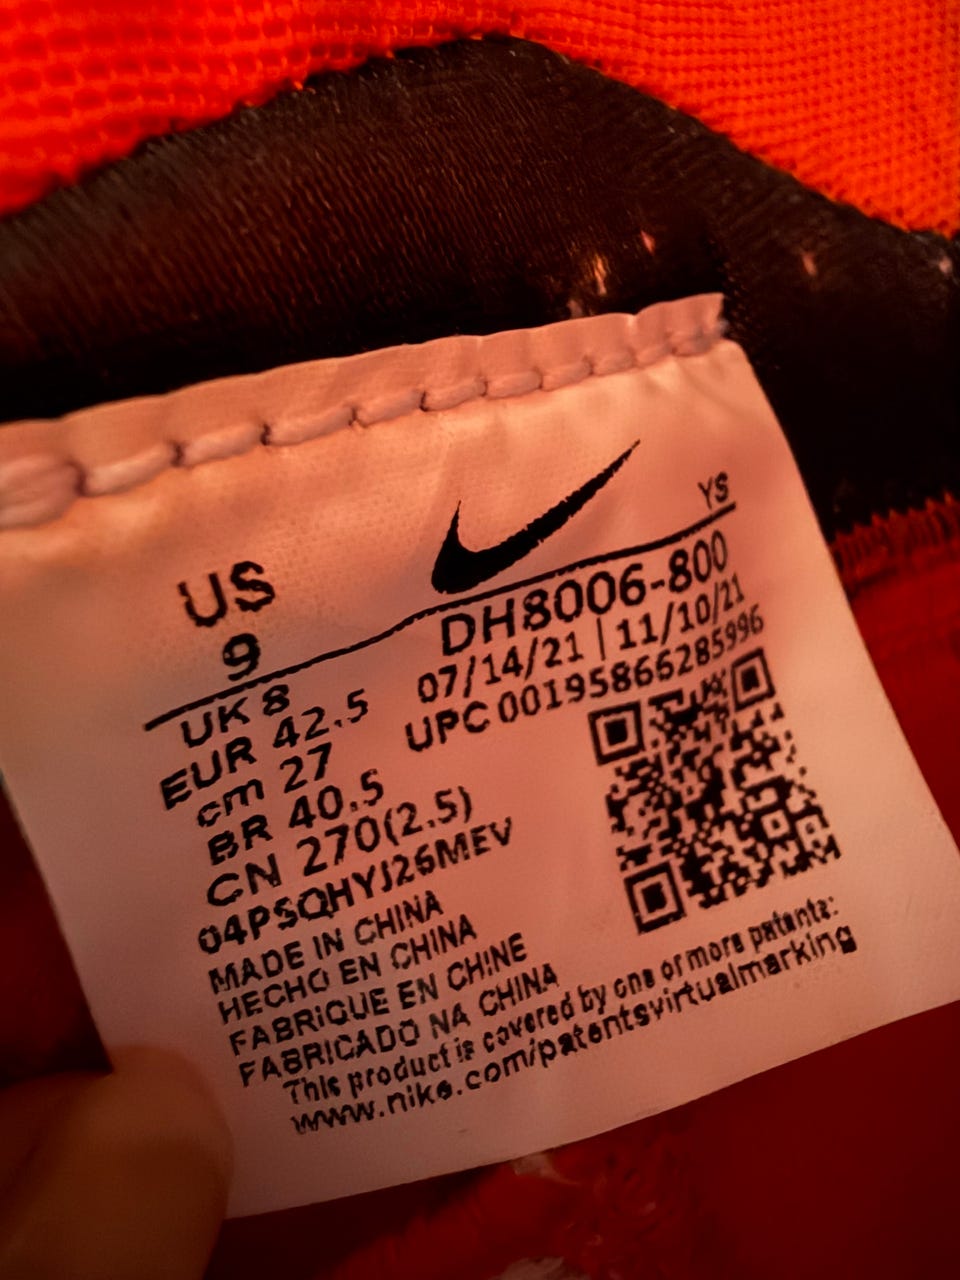 YS
US
9
DH8006-800
07/14/21 | 11/10/21
UPC 00195866285996
UK 8
EUR 42.5
cm 27
BR 40.5
CN 270(2.5)
04PSQHYJ26MEV
MADE IN CHINA
HECHO EN CHINA
FABRIQUE EN CHINE
FABRICADO NA CHINA
This product is covered by one or more patents:
www.nike.com/patentsvirtualmarking